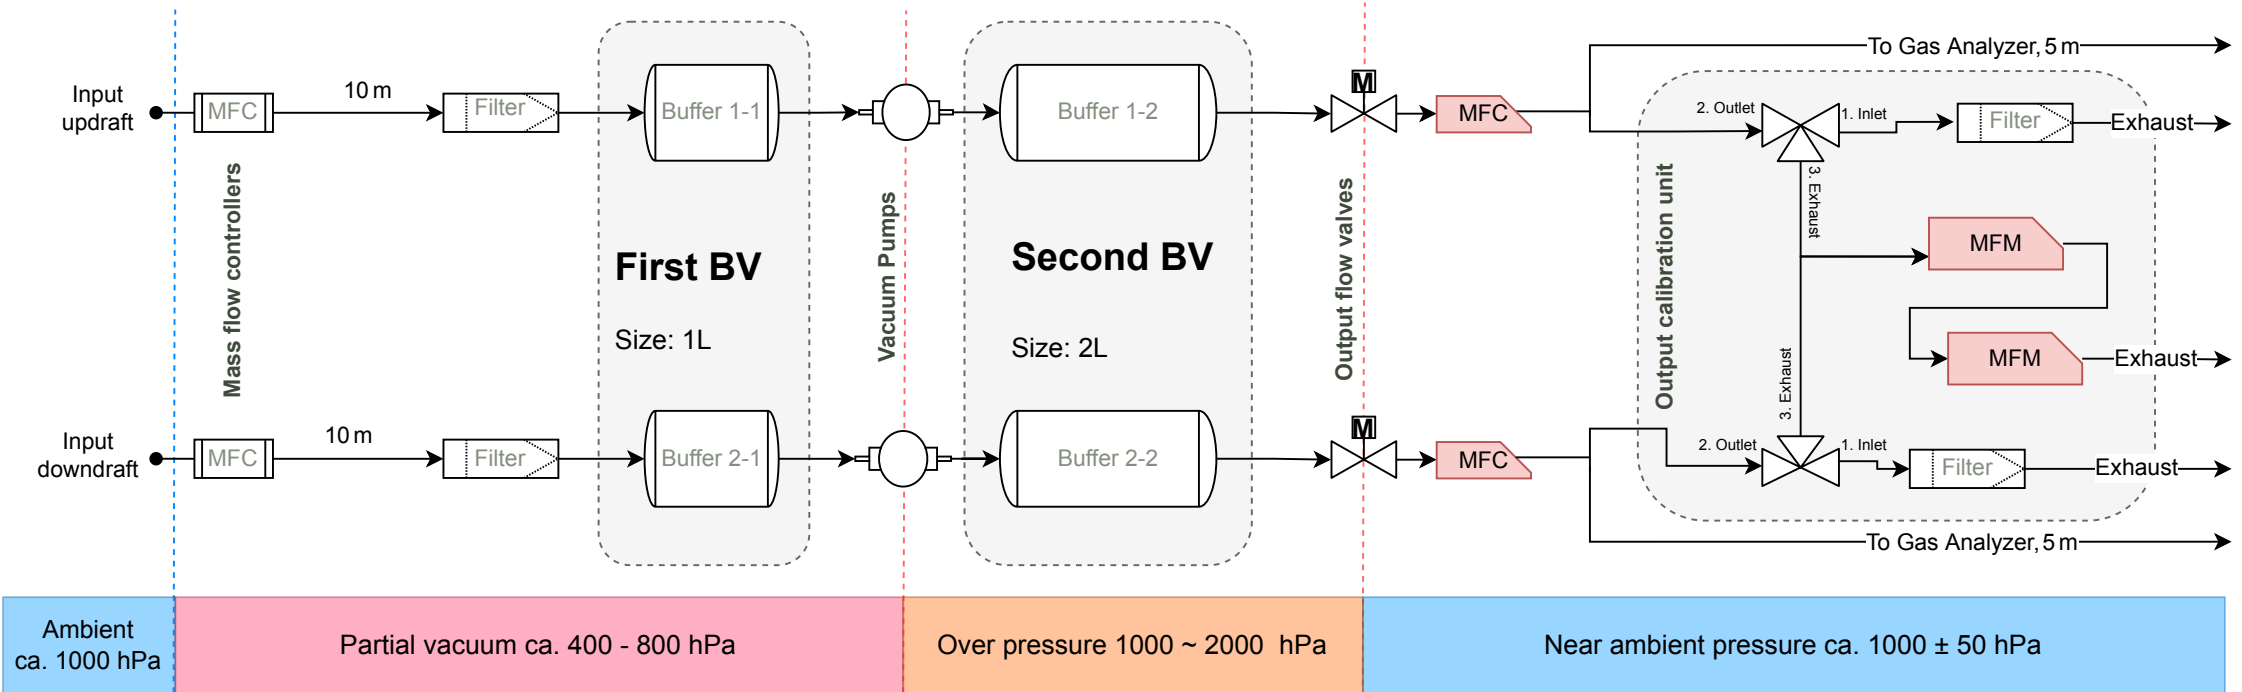 Input
updraft
MFC
10 m
Filter
Buffer 1-1
Buffer 1-2
M
MFC
To Gas Analyzer, 5 m
2. Outlet
1. Inlet
3. Exhaust
Filter
Exhaust
Mass flow controllers
First BV
Size: 1L
Vacuum Pumps
Second BV
Size: 2L
Output flow valves
Output calibration unit
MFM
MFM
Exhaust
Input
downdraft
MFC
10 m
Filter
Buffer 2-1
Buffer 2-2
M
MFC
3. Exhaust
2. Outlet
1. Inlet
Filter
Exhaust
To Gas Analyzer, 5 m
Ambient
ca. 1000 hPa
Partial vacuum ca. 400 - 800 hPa
Over pressure 1000 ~ 2000 hPa
Near ambient pressure ca. 1000 ± 50 hPa